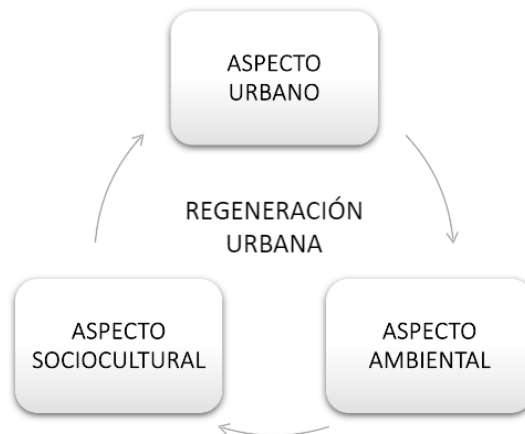 ASPECTO
URBANO
REGENERACIÓN
URBANA
ASPECTO
SOCIOCULTURAL
ASPECTO
AMBIENTAL